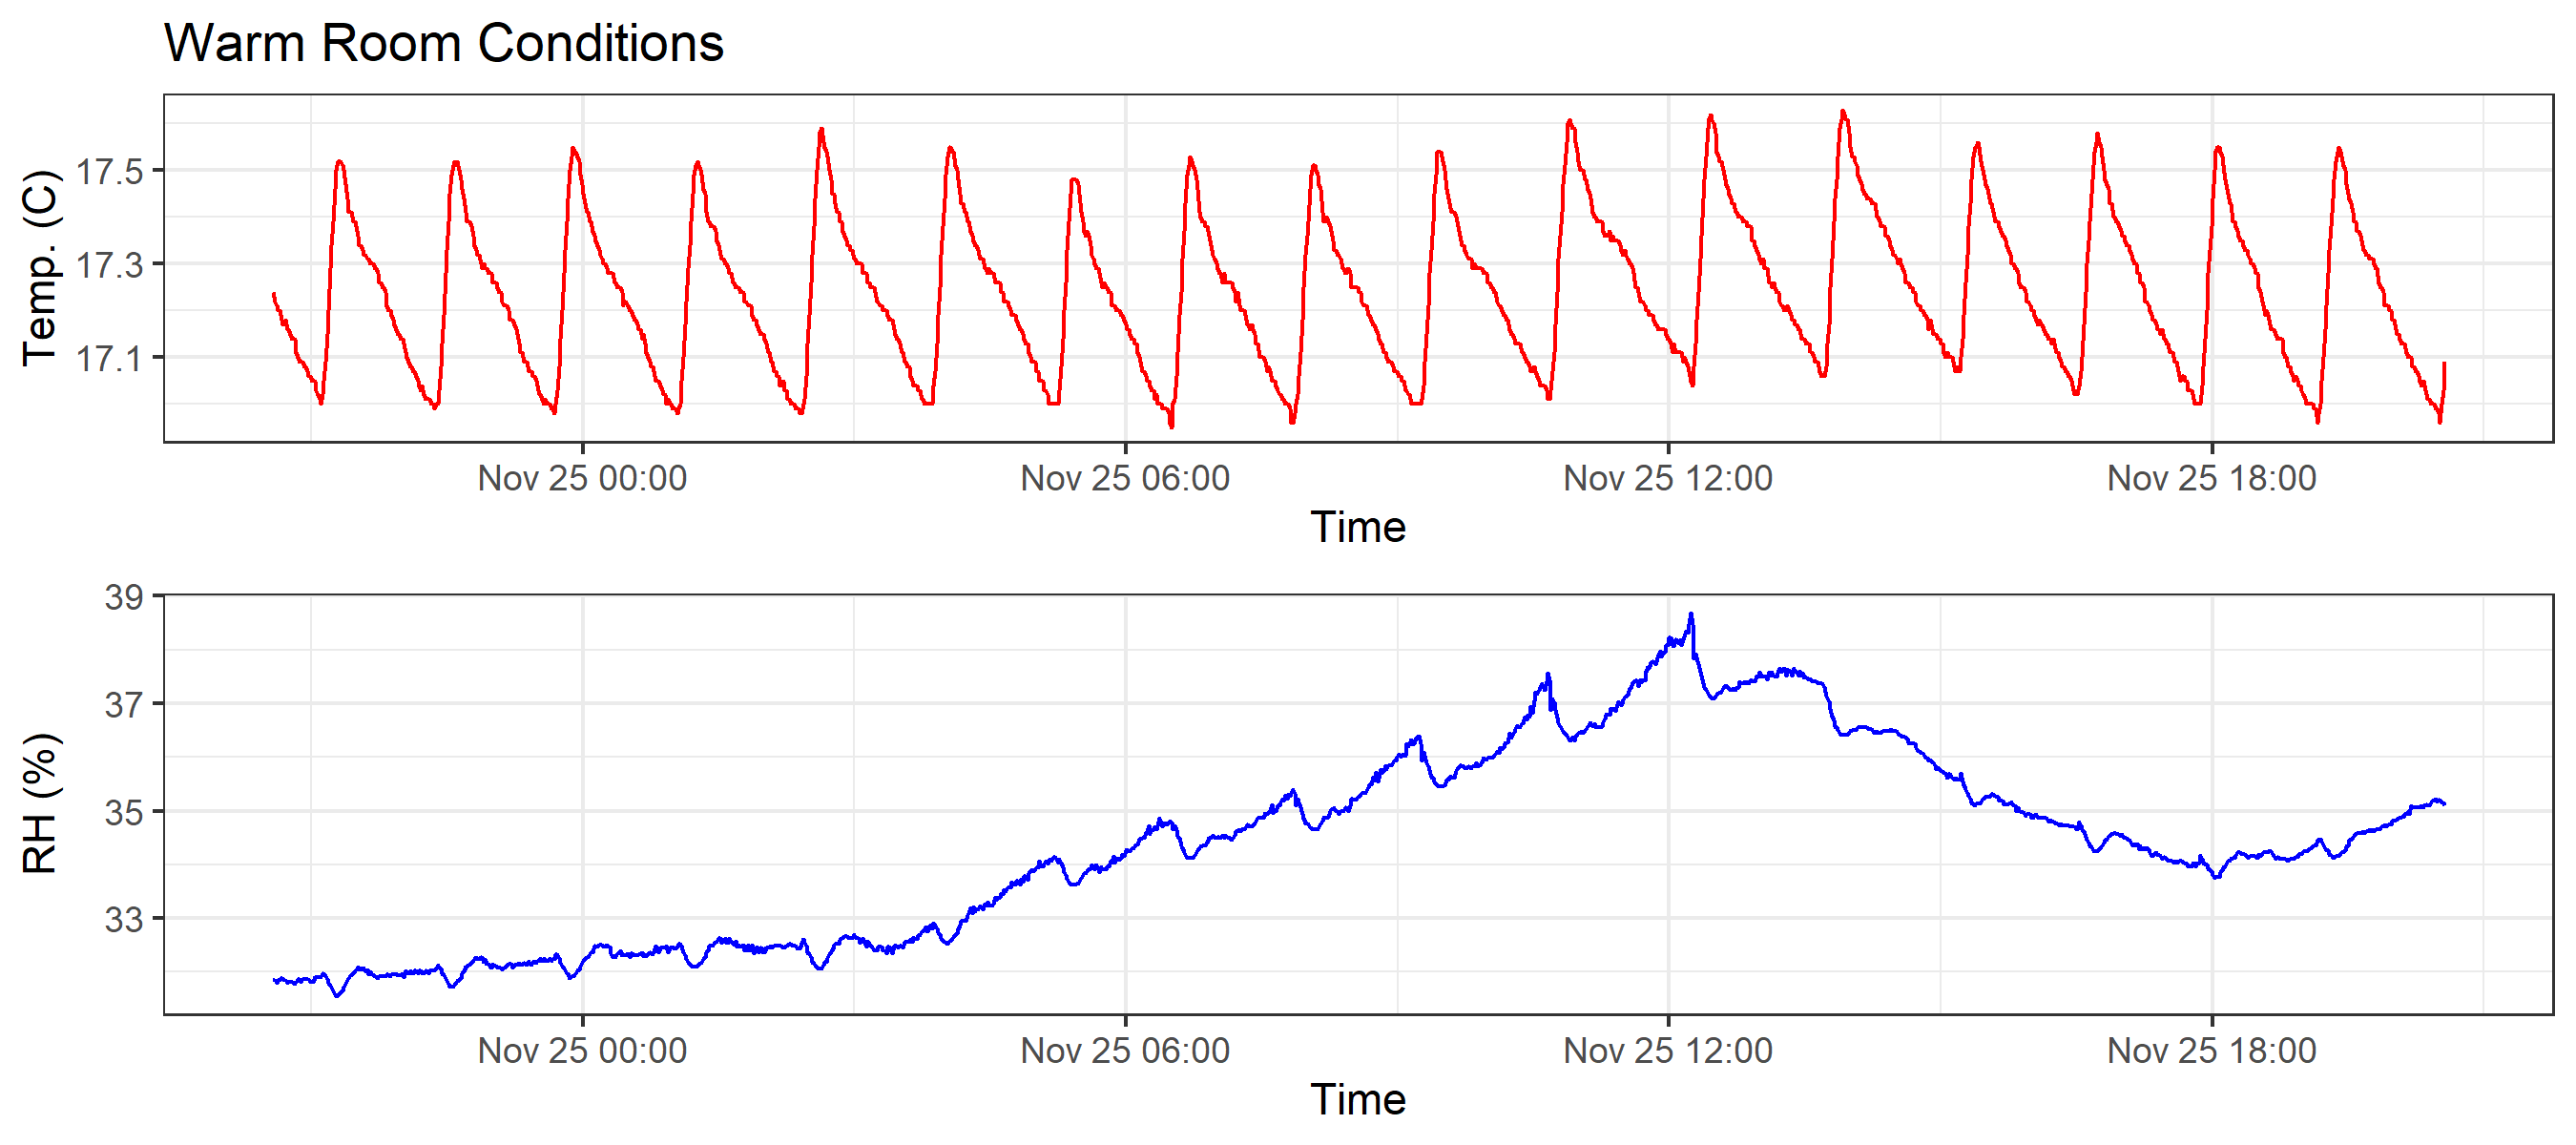 Warm Room Conditions
Temp. (C)
17.5
17.3
17.1
Nov 25 00:00 Nov 25 06:00 Nov 25 12:00 Nov 25 18:00
Time
RH (%)
39
37
35
33
Nov 25 00:00 Nov 25 06:00 Nov 25 12:00 Nov 25 18:00
Time